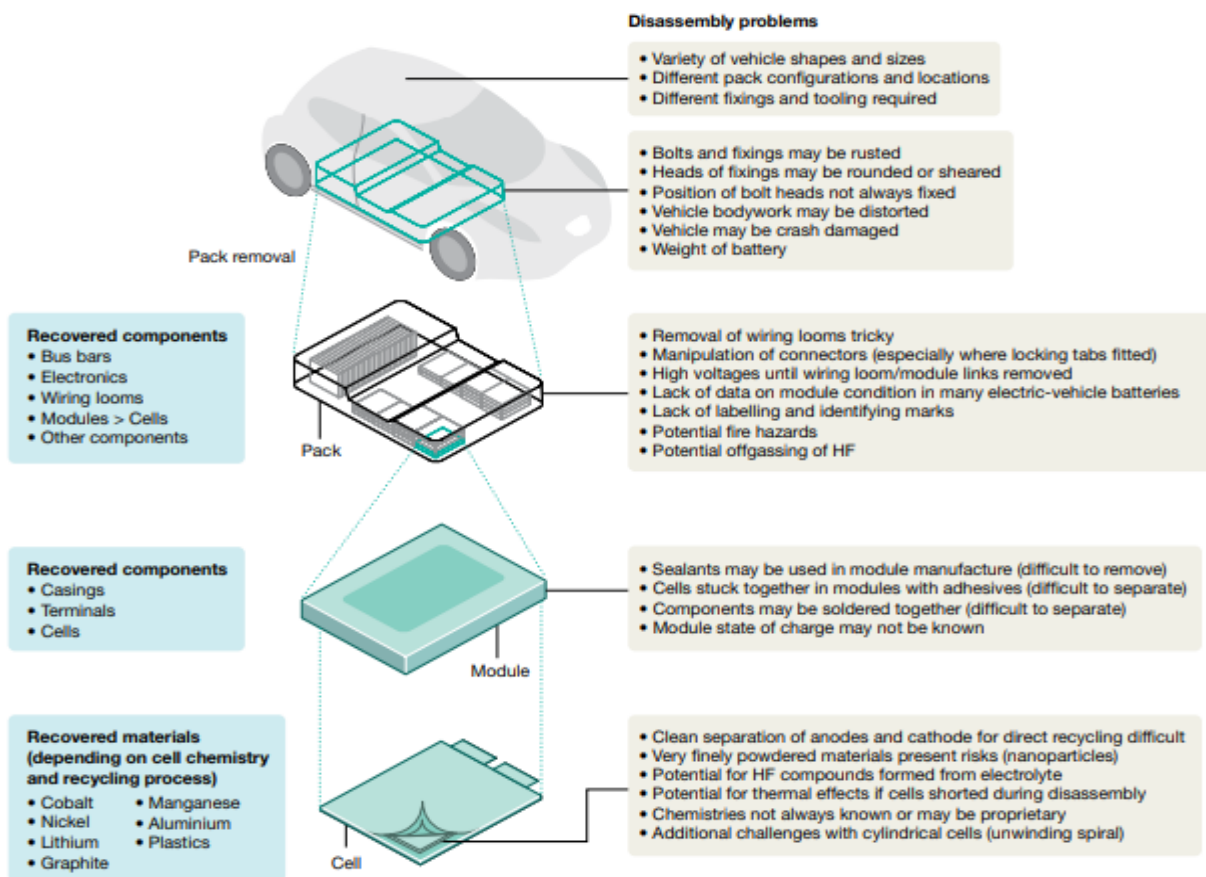 Disassembly problems
• Variety of vehicle shapes and sizes
• Different pack configurations and locations
• Different fixings and tooling required
• Bolts and fixings may be rusted
• Heads of fixings may be rounded or sheared
• Position of bolt heads not always fixed
• Vehicle bodywork may be distorted
• Vehicle may be crash damaged
• Weight of battery
Pack removal
Recovered components
• Bus bars
• Electronics
• Wiring looms
• Modules > Cells
• Other components
Pack
• Removal of wiring looms tricky
• Manipulation of connectors (especially where locking tabs fitted)
• High voltages until wiring loom/module links removed
• Lack of data on module condition in many electric-vehicle batteries
• Lack of labelling and identifying marks
• Potential fire hazards
• Potential offgassing of HF
Recovered components
• Casings
• Terminals
• Cells
Module
• Sealants may be used in module manufacture (difficult to remove)
• Cells stuck together in modules with adhesives (difficult to separate)
• Components may be soldered together (difficult to separate)
• Module state of charge may not be known
Recovered materials
(depending on cell chemistry
and recycling process)
• Cobalt • Manganese
• Nickel • Aluminium
• Lithium • Plastics
• Graphite
Cell
• Clean separation of anodes and cathode for direct recycling difficult
• Very finely powdered materials present risks (nanoparticles)
• Potential for HF compounds formed from electrolyte
• Potential for thermal effects if cells shorted during disassembly
• Chemistries not always known or may be proprietary
• Additional challenges with cylindrical cells (unwinding spiral)